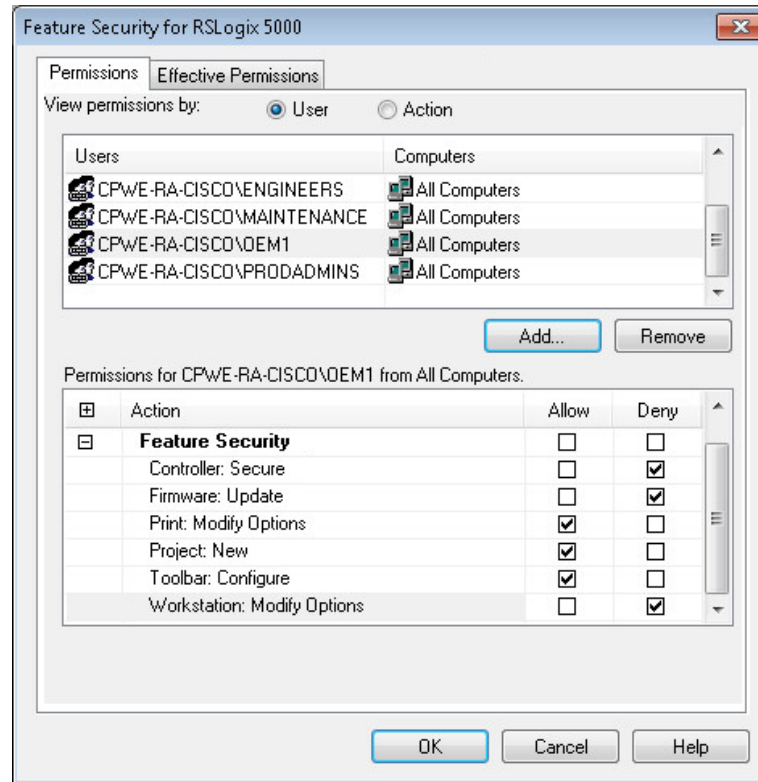 Feature Security for RSLogix 5000
Permissions Effective Permissions
View permissions by: User Action
Users Computers
CPWE-RA-CISCO\ENGINEERS All Computers
CPWE-RA-CISCO\MAINTENANCE All Computers
CPWE-RA-CISCO\OEM1 All Computers
CPWE-RA-CISCO\PRODADMINS All Computers
Add... Remove
Permissions for CPWE-RA-CISCO\OEM1 from All Computers.
Action Allow Deny
Feature Security
Controller: Secure
Firmware: Update
Print: Modify Options
Project: New
Toolbar: Configure
Workstation: Modify Options
OK Cancel Help